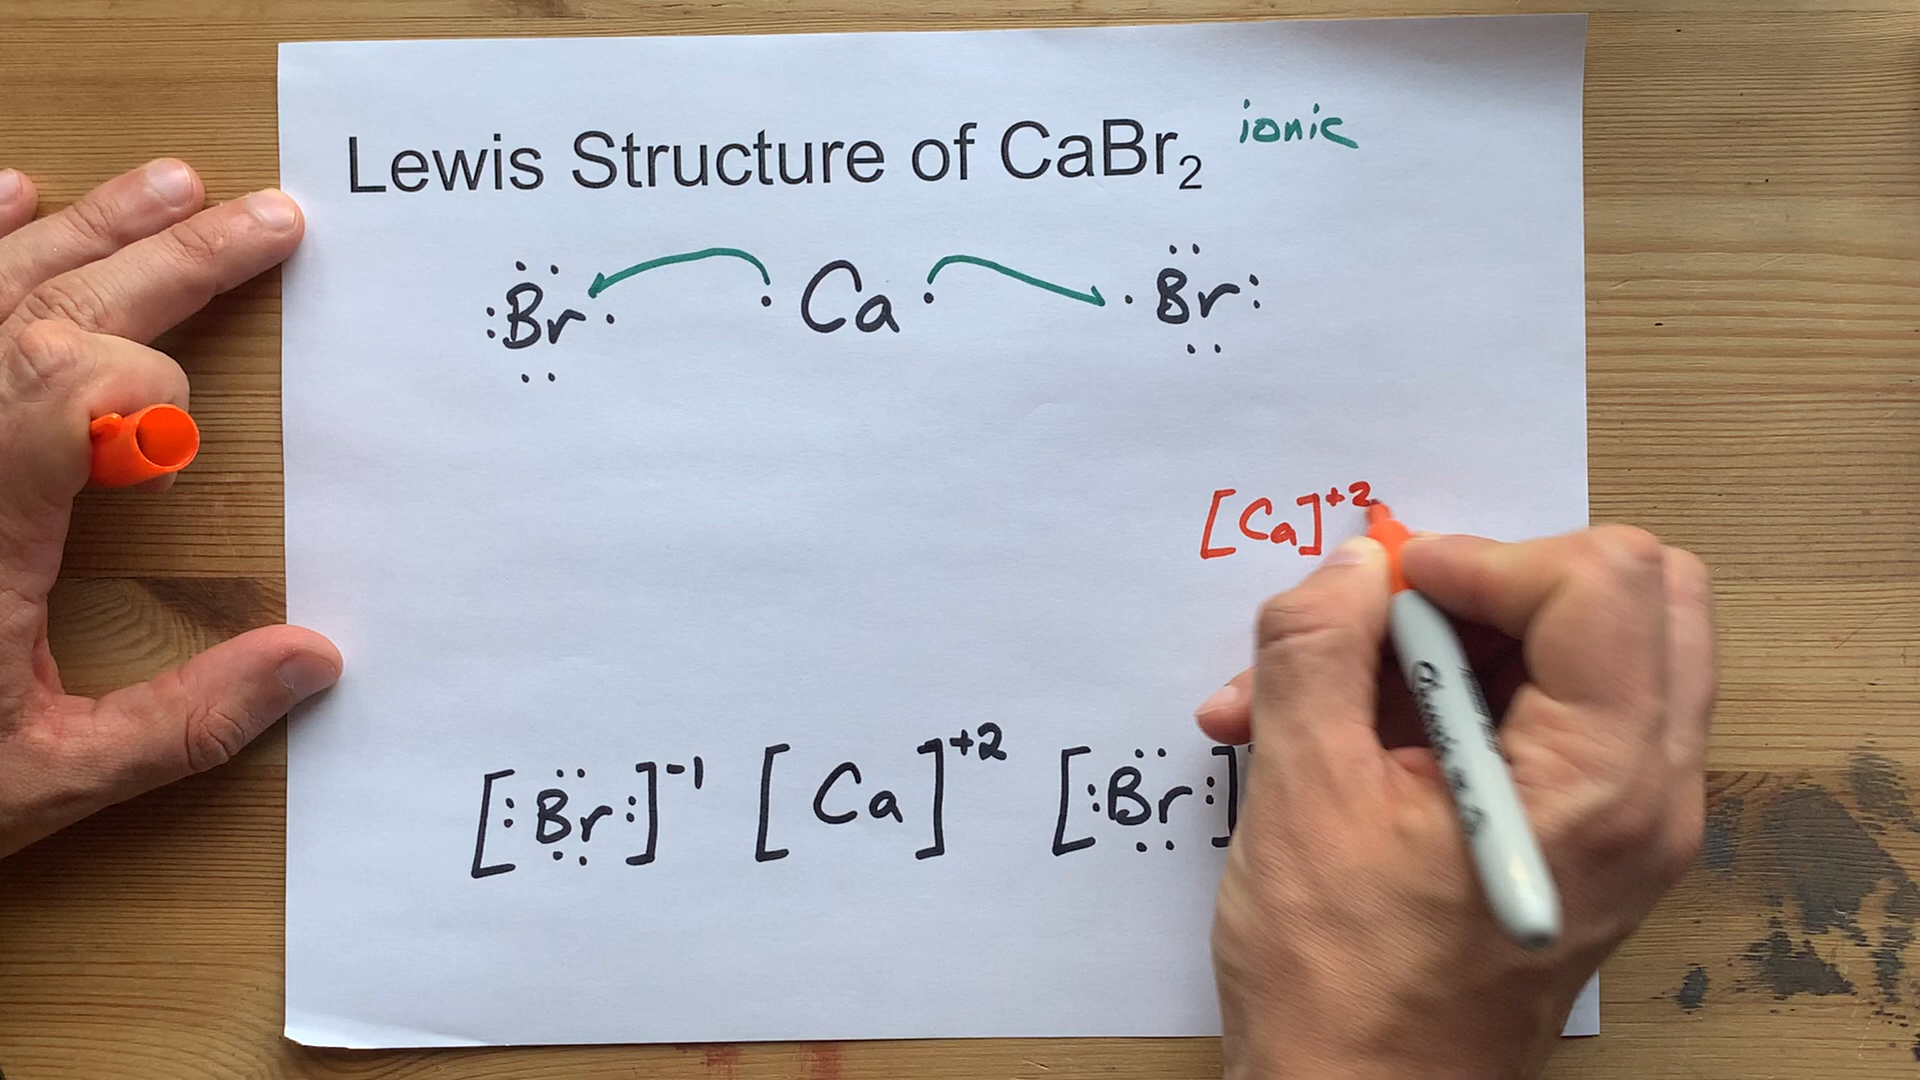 Lewis Structure of CaBr₂ ionic
:Br· ·Ca· ·Br:
[Ca]⁺²
[:Br:]⁻¹ [Ca]⁺² [:Br:]